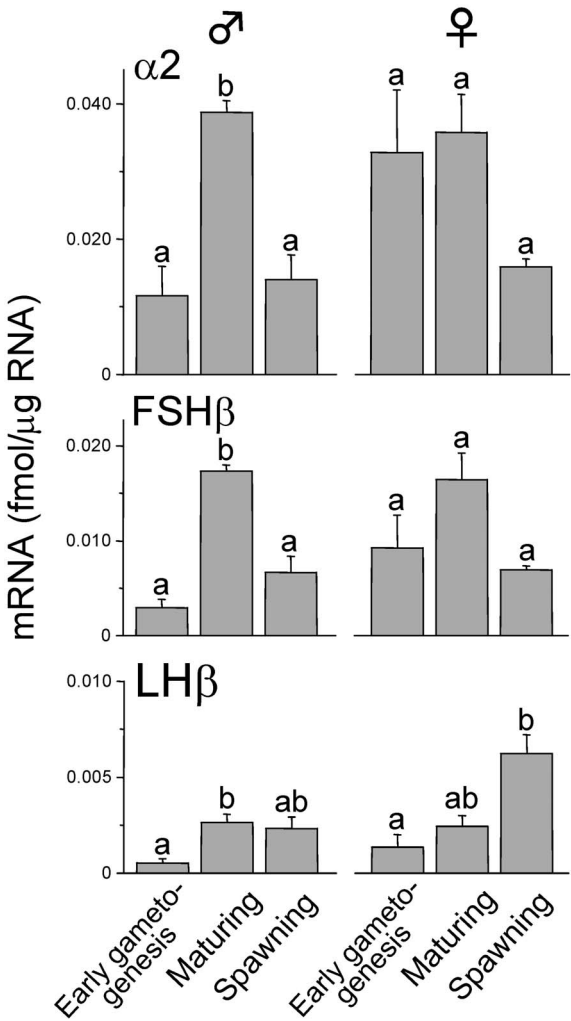 ♂ ♀
α2
0.040
0.020
0
a b a
a a a
FSHβ
0.020
0.010
0
a b a
a a a
LHβ
0.010
0.005
0
a b ab
a ab b
mRNA (fmol/μg RNA)
Early gameto-
genesis
Maturing
Spawning
Early gameto-
genesis
Maturing
Spawning